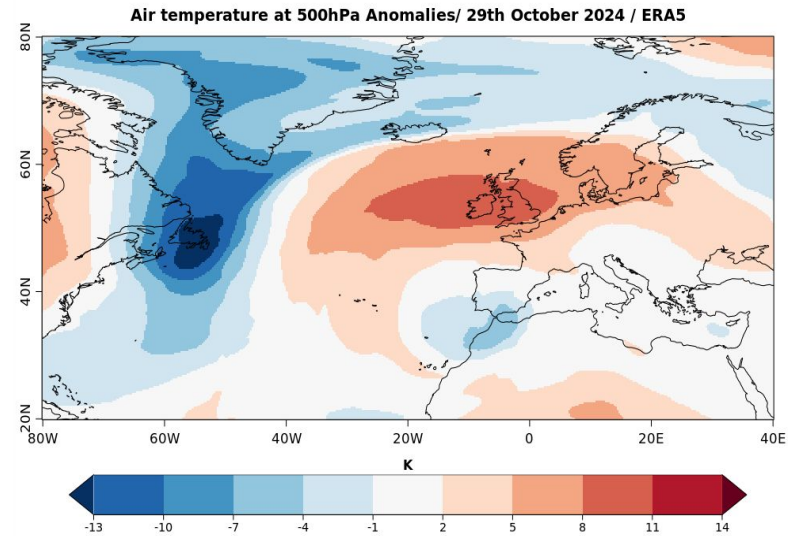 Air temperature at 500hPa Anomalies/ 29th October 2024 / ERA5
80N
60N
40N
20N
80W 60W 40W 20W 0 20E 40E
K
-13 -10 -7 -4 -1 2 5 8 11 14